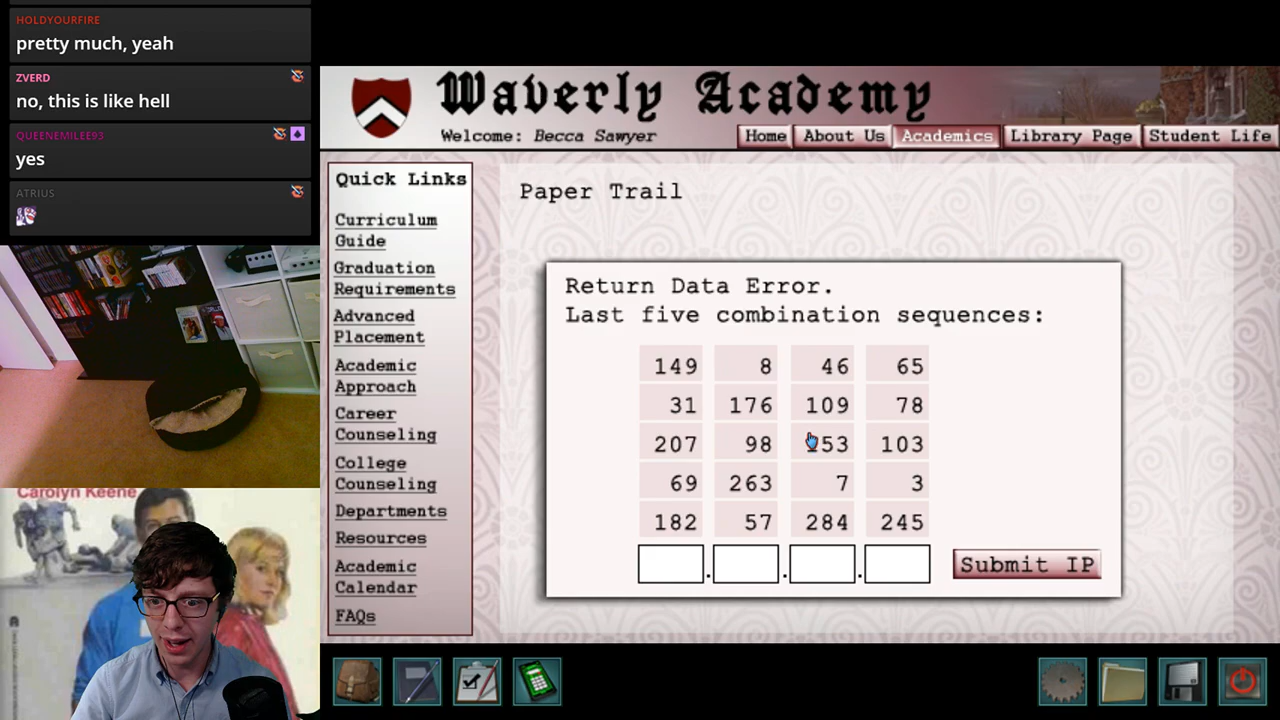 HOLDYOURFIRE
pretty much, yeah
ZVERD
no, this is like hell
QUEENEMILEE93
yes
ATRIUS
Carolyn Keene
Waverly Academy
Welcome: Becca Sawyer
Home About Us Academics Library Page Student Life
Quick Links
Curriculum
Guide
Graduation
Requirements
Advanced
Placement
Academic
Approach
Career
Counseling
College
Counseling
Departments
Resources
Academic
Calendar
FAQs
Paper Trail
Return Data Error.
Last five combination sequences:
149 8 46 65
31 176 109 78
207 98 53 103
69 263 7 3
182 57 284 245
. . .
Submit IP